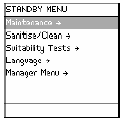 STANDBY MENU
Maintenance →
Sanitise/Clean →
Suitability Tests →
Language →
Manager Menu →